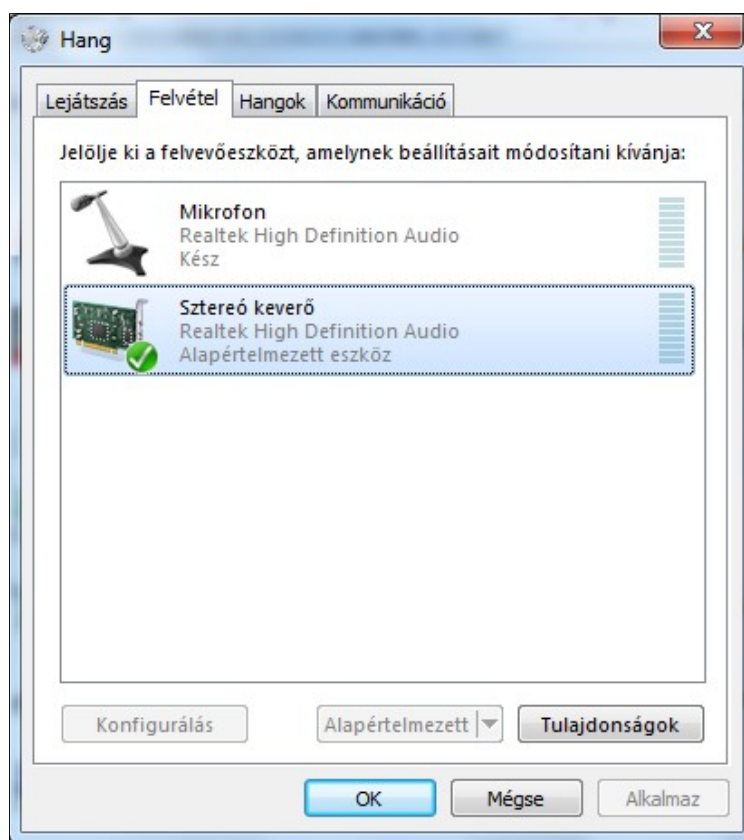 Hang
Lejátszás Felvétel Hangok Kommunikáció
Jelölje ki a felvevőeszközt, amelynek beállításait módosítani kívánja:
Mikrofon
Realtek High Definition Audio
Kész
Sztereó keverő
Realtek High Definition Audio
Alapértelmezett eszköz
Konfigurálás Alapértelmezett Tulajdonságok
OK Mégse Alkalmaz